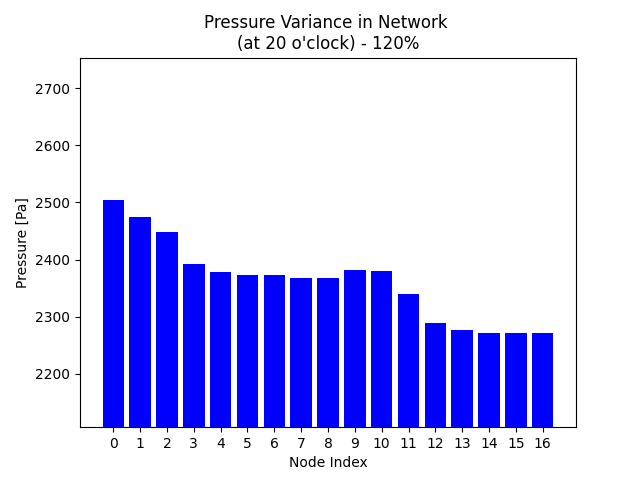 Pressure Variance in Network
(at 20 o'clock) - 120%
2700
2600
2500
2400
2300
2200
Pressure [Pa]
0 1 2 3 4 5 6 7 8 9 10 11 12 13 14 15 16
Node Index